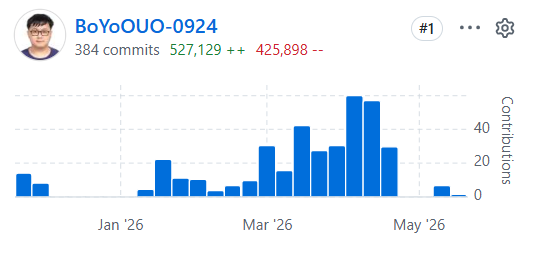 BoYoOUO-0924
#1
384 commits 527,129 ++ 425,898 --
40
20
0
Contributions
Jan '26
Mar '26
May '26